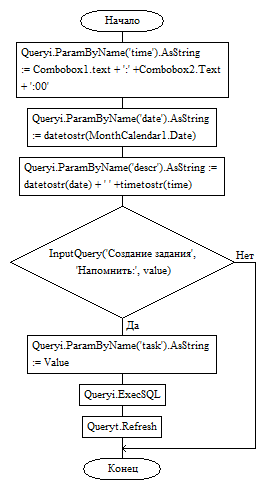 Начало
Queryi.ParamByName('time').AsString
:= Combobox1.text + ':' +Combobox2.Text
+ ':00'
Queryi.ParamByName('date').AsString
:= datetostr(MonthCalendar1.Date)
Queryi.ParamByName('descr').AsString :=
datetostr(date) + ' ' +timetostr(time)
InputQuery('Создание задания',
'Напомнить:', value)
Нет
Да
Queryi.ParamByName('task').AsString
:= Value
Queryi.ExecSQL
Queryt.Refresh
Конец